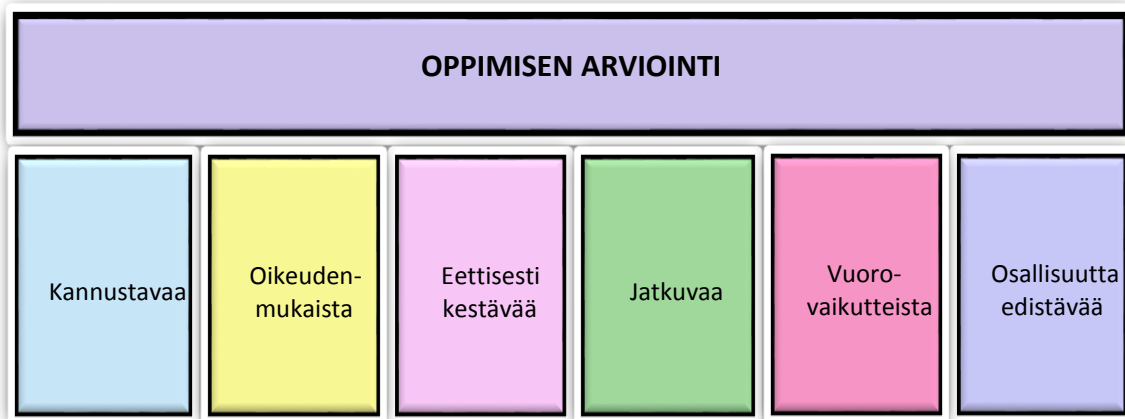 OPPIMISEN ARVIOINTI
Kannustavaa
Oikeuden-
mukaista
Eettisesti
kestävää
Jatkuvaa
Vuoro-
vaikutteista
Osallisuutta
edistävää